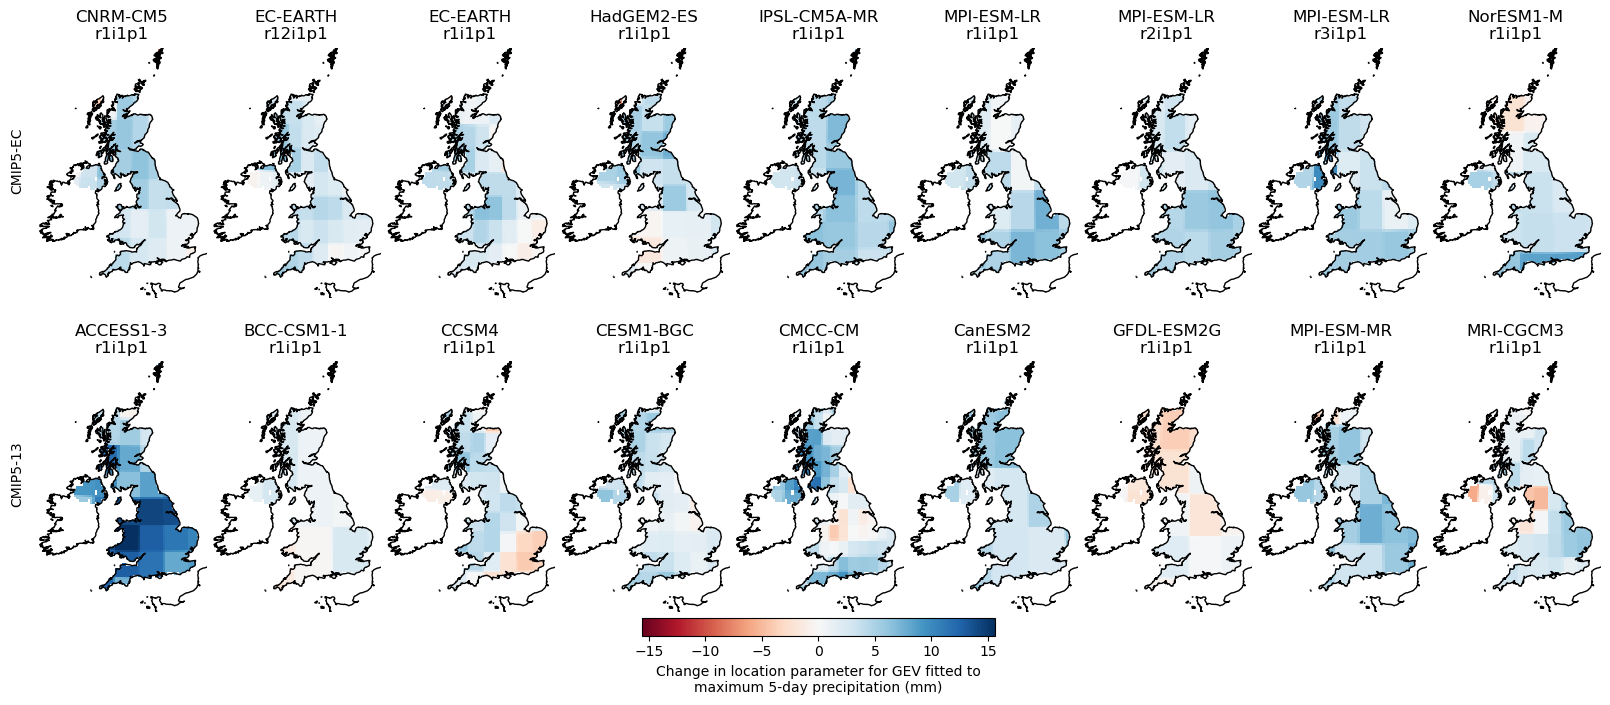 CNRM-CM5 EC-EARTH EC-EARTH HadGEM2-ES IPSL-CM5A-MR MPI-ESM-LR MPI-ESM-LR MPI-ESM-LR NorESM1-M
r1i1p1 r12i1p1 r1i1p1 r1i1p1 r1i1p1 r1i1p1 r2i1p1 r3i1p1 r1i1p1
CMIP5-EC
ACCESS1-3 BCC-CSM1-1 CCSM4 CESM1-BGC CMCC-CM CanESM2 GFDL-ESM2G MPI-ESM-MR MRI-CGCM3
r1i1p1 r1i1p1 r1i1p1 r1i1p1 r1i1p1 r1i1p1 r1i1p1 r1i1p1 r1i1p1
CMIP5-13
−15 −10 −5 0 5 10 15
Change in location parameter for GEV fitted to
maximum 5-day precipitation (mm)